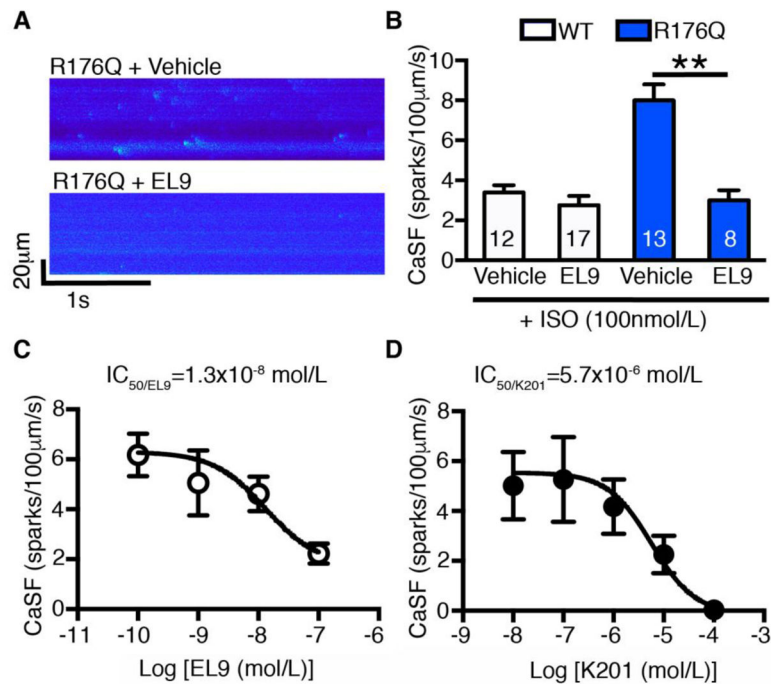 A
R176Q + Vehicle
R176Q + EL9
20μm
1s
B
WT R176Q
CaSF (sparks/100μm/s)
10
8
6
4
2
0
**
12 17 13 8
Vehicle EL9 Vehicle EL9
+ ISO (100nmol/L)
C
IC50/EL9=1.3x10-8 mol/L
CaSF (sparks/100μm/s)
8
6
4
2
0
-11 -10 -9 -8 -7 -6
Log [EL9 (mol/L)]
D
IC50/K201=5.7x10-6 mol/L
CaSF (sparks/100μm/s)
8
6
4
2
0
-9 -8 -7 -6 -5 -4 -3
Log [K201 (mol/L)]